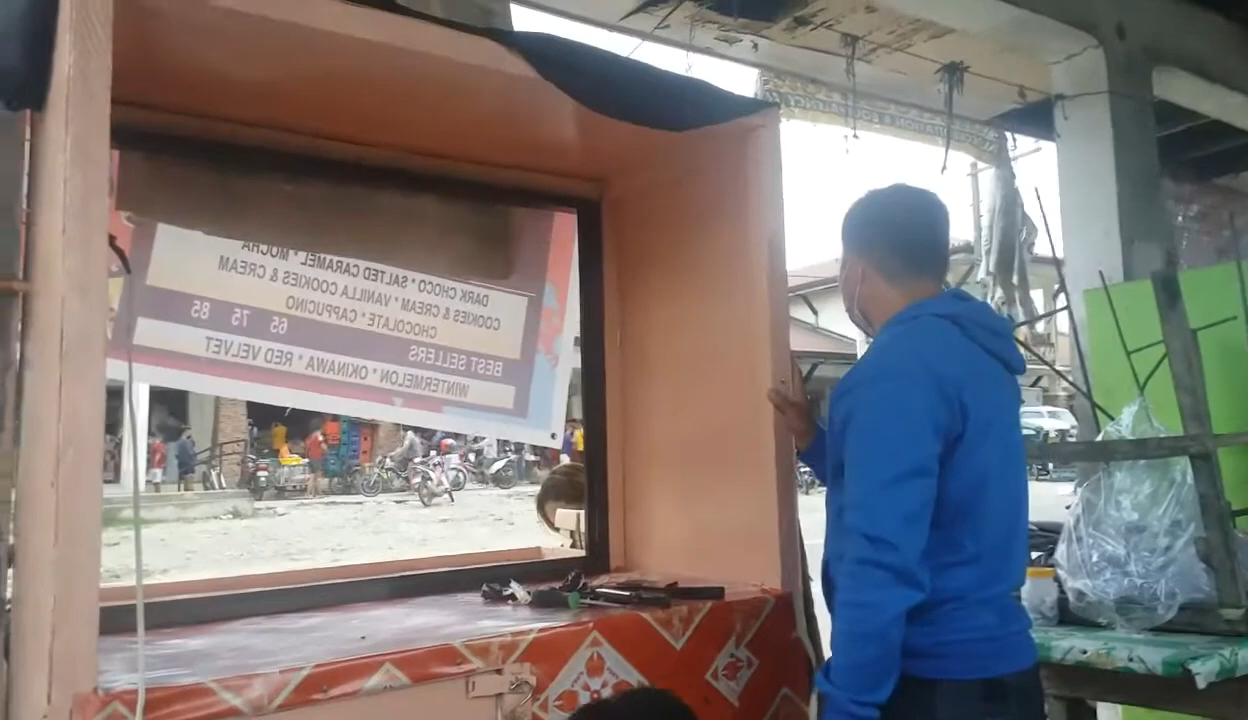 DARK CHOCO * SALTED CARAMEL * MOCHA
COOKIES & CREAM * VANILLA COOKIES & CREAM
CHOCOLATE * CAPPUCINO
BEST SELLERS 65 75 85
WINTERMELON * OKINAWA * RED VELVET